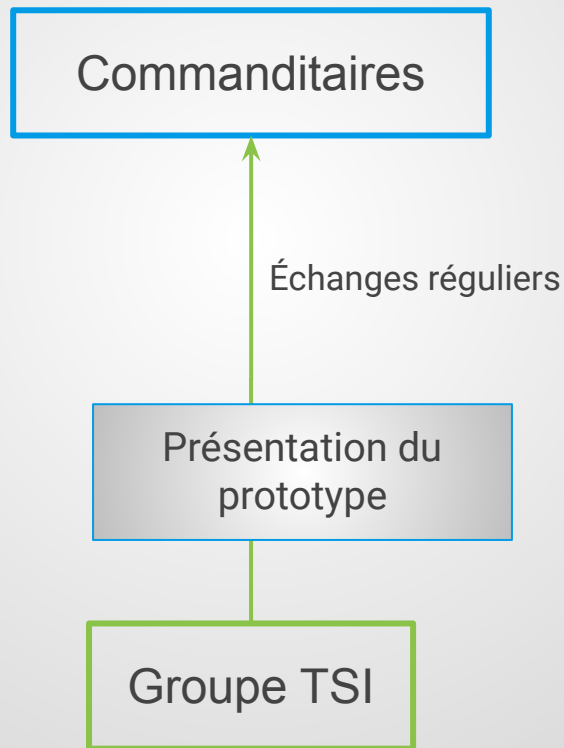 Commanditaires
Échanges réguliers
Présentation du
prototype
Groupe TSI